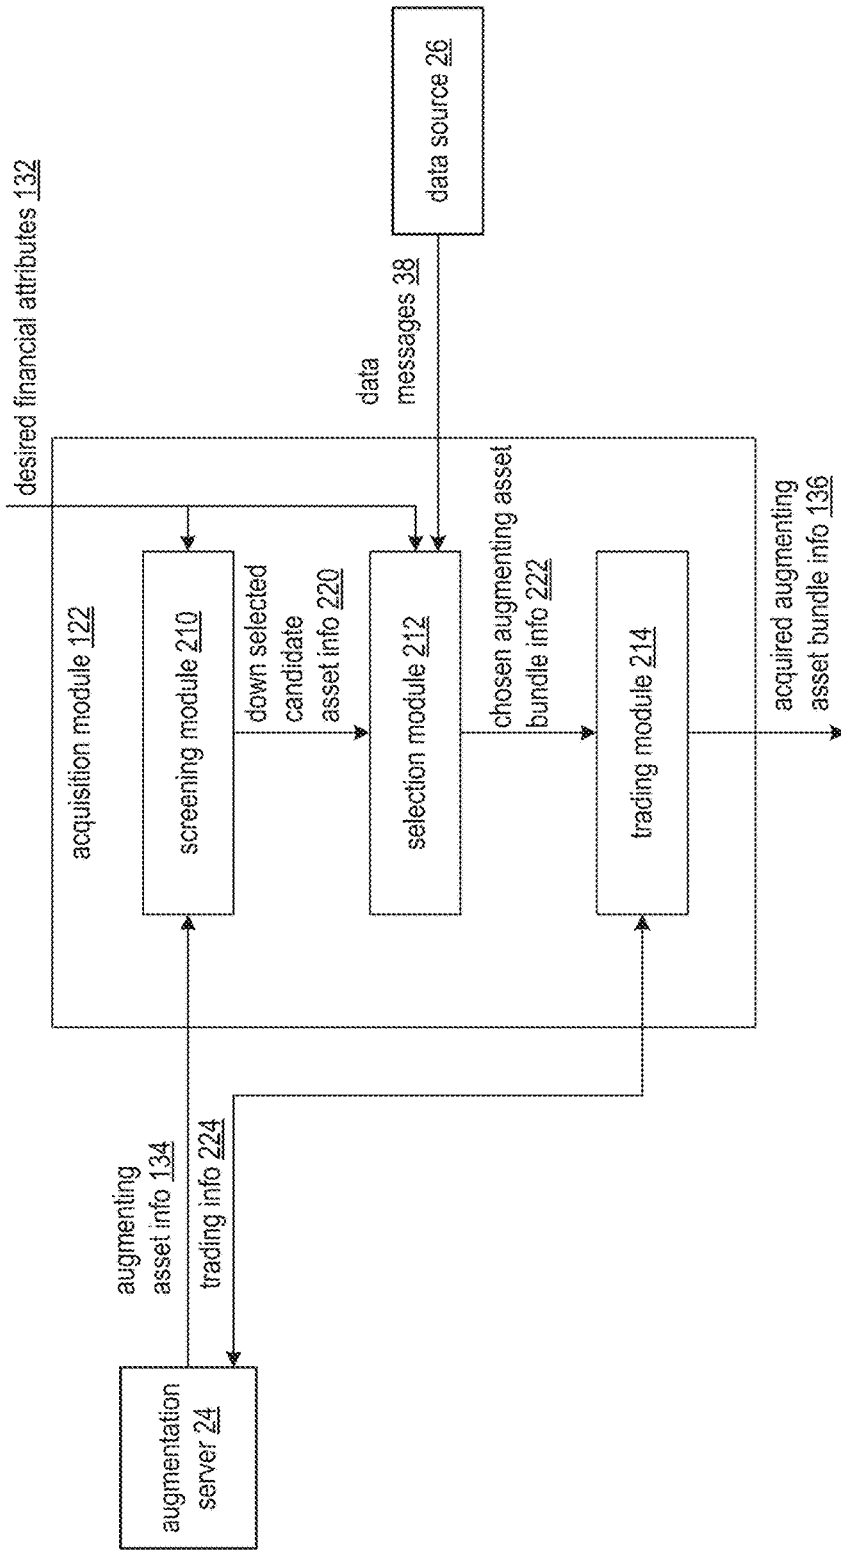 desired financial attributes 132
acquisition module 122
augmentation
server 24
augmenting
asset info 134
trading info 224
screening module 210
down selected
candidate
asset info 220
selection module 212
data
messages 38
data source 26
chosen augmenting asset
bundle info 222
trading module 214
acquired augmenting
asset bundle info 136